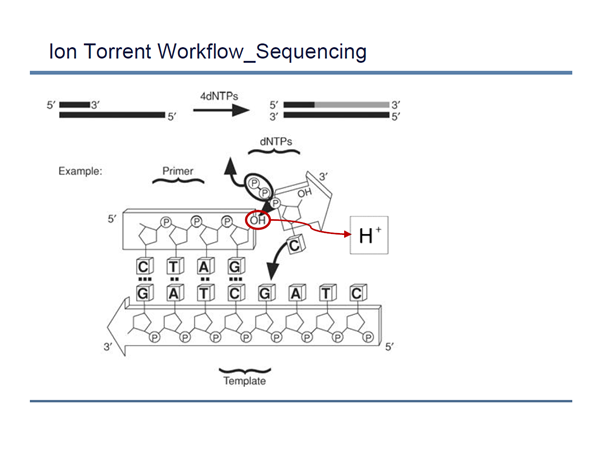 Ion Torrent Workflow_Sequencing
5′ 3′ 4dNTPs 5′ 3′
5′ 3′ 5′
dNTPs
Example: Primer 3′
P P P OH
5′ P P P OH H+
C
C T A G
G A T C G A T C
P P P P P P P P
3′ 5′
Template